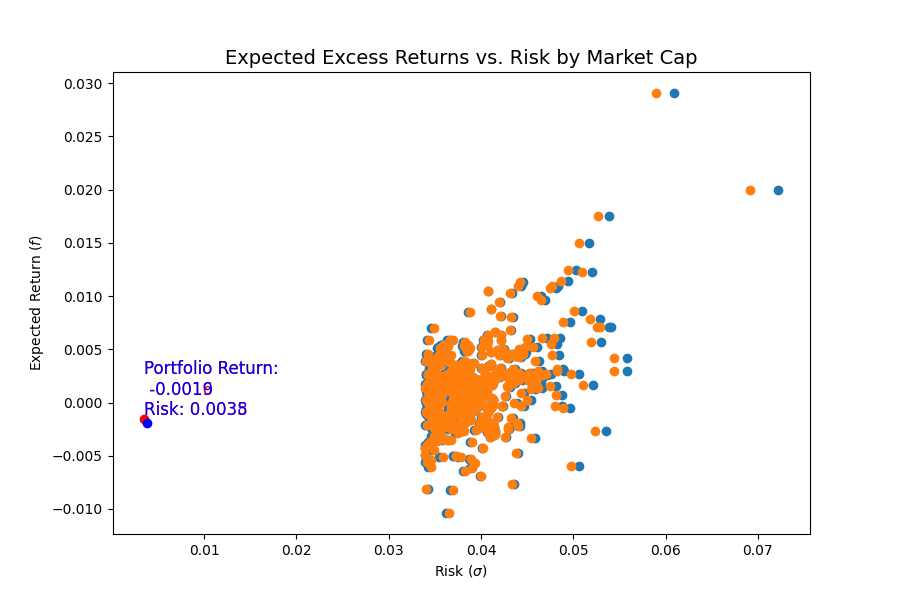 Expected Excess Returns vs. Risk by Market Cap
0.030
0.025
0.020
0.015
0.010
0.005
0.000
−0.005
−0.010
Expected Return (f)
Portfolio Return:
-0.0019
Risk: 0.0038
0.01 0.02 0.03 0.04 0.05 0.06 0.07
Risk (σ)